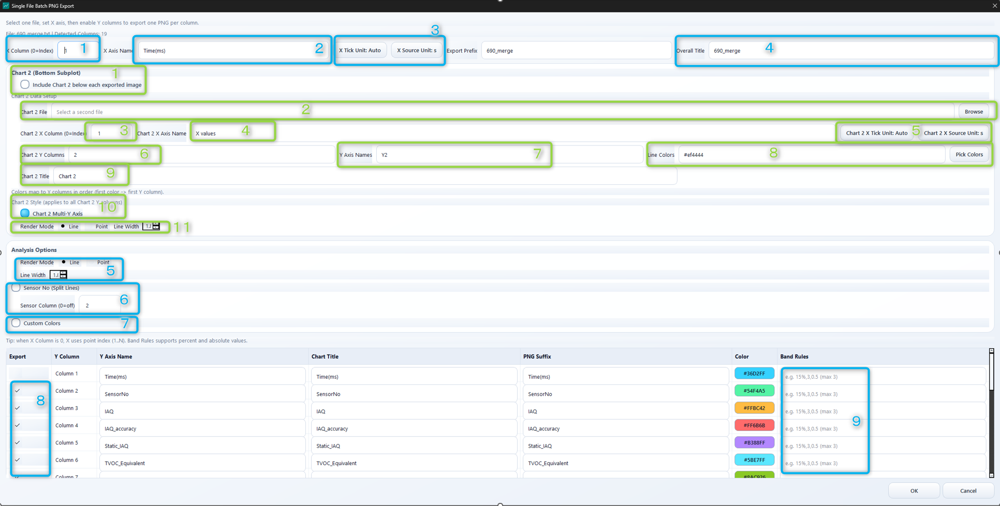 Single File Batch PNG Export
Select one file, set X axis, then enable Y columns to export one PNG per column.
File: 690_merge.txt | Detected Columns: 19
3
X Column (0=Index) 1 1 X Axis Name Time(ms) 2 X Tick Unit: Auto X Source Unit: s Export Prefix 690_merge Overall Title 690_merge 4
Chart 2 (Bottom Subplot) 1
Include Chart 2 below each exported image
Chart 2 Data Setup
Chart 2 File Select a second file 2 Browse
Chart 2 X Column (0=Index) 1 3 Chart 2 X Axis Name X values 4 Chart 2 X Tick Unit: Auto 5 Chart 2 X Source Unit: s
Chart 2 Y Columns 2 6 Y Axis Names Y2 7 Line Colors #ef4444 8 Pick Colors
Chart 2 Title Chart 2 9
Colors map to Y columns in order (first color -> first Y column).
Chart 2 Style (applies to all Chart 2 Y columns)
10
Chart 2 Multi-Y Axis
Render Mode Line Point Line Width 11
Analysis Options
Render Mode Line Point
Line Width 5
Sensor No (Split Lines)
Sensor Column (0=off) 2 6
Custom Colors 7
Tip: when X Column is 0, X uses point index (1..N). Band Rules supports percent and absolute values.
Export Y Column Y Axis Name Chart Title PNG Suffix Color Band Rules
Column 1 Time(ms) Time(ms) Time(ms) #36D2FF e.g. 15%,3,0.5 (max 3)
Column 2 SensorNo SensorNo SensorNo #54F4A5 e.g. 15%,3,0.5 (max 3)
8
Column 3 IAQ IAQ IAQ #FFBC42 e.g. 15%,3,0.5 (max 3)
9
Column 4 IAQ_accuracy IAQ_accuracy IAQ_accuracy #FF6B6B e.g. 15%,3,0.5 (max 3)
Column 5 Static_IAQ Static_IAQ Static_IAQ #B388FF e.g. 15%,3,0.5 (max 3)
Column 6 TVOC_Equivalent TVOC_Equivalent TVOC_Equivalent #5BE7FF e.g. 15%,3,0.5 (max 3)
Column 7 #8AC926
OK Cancel